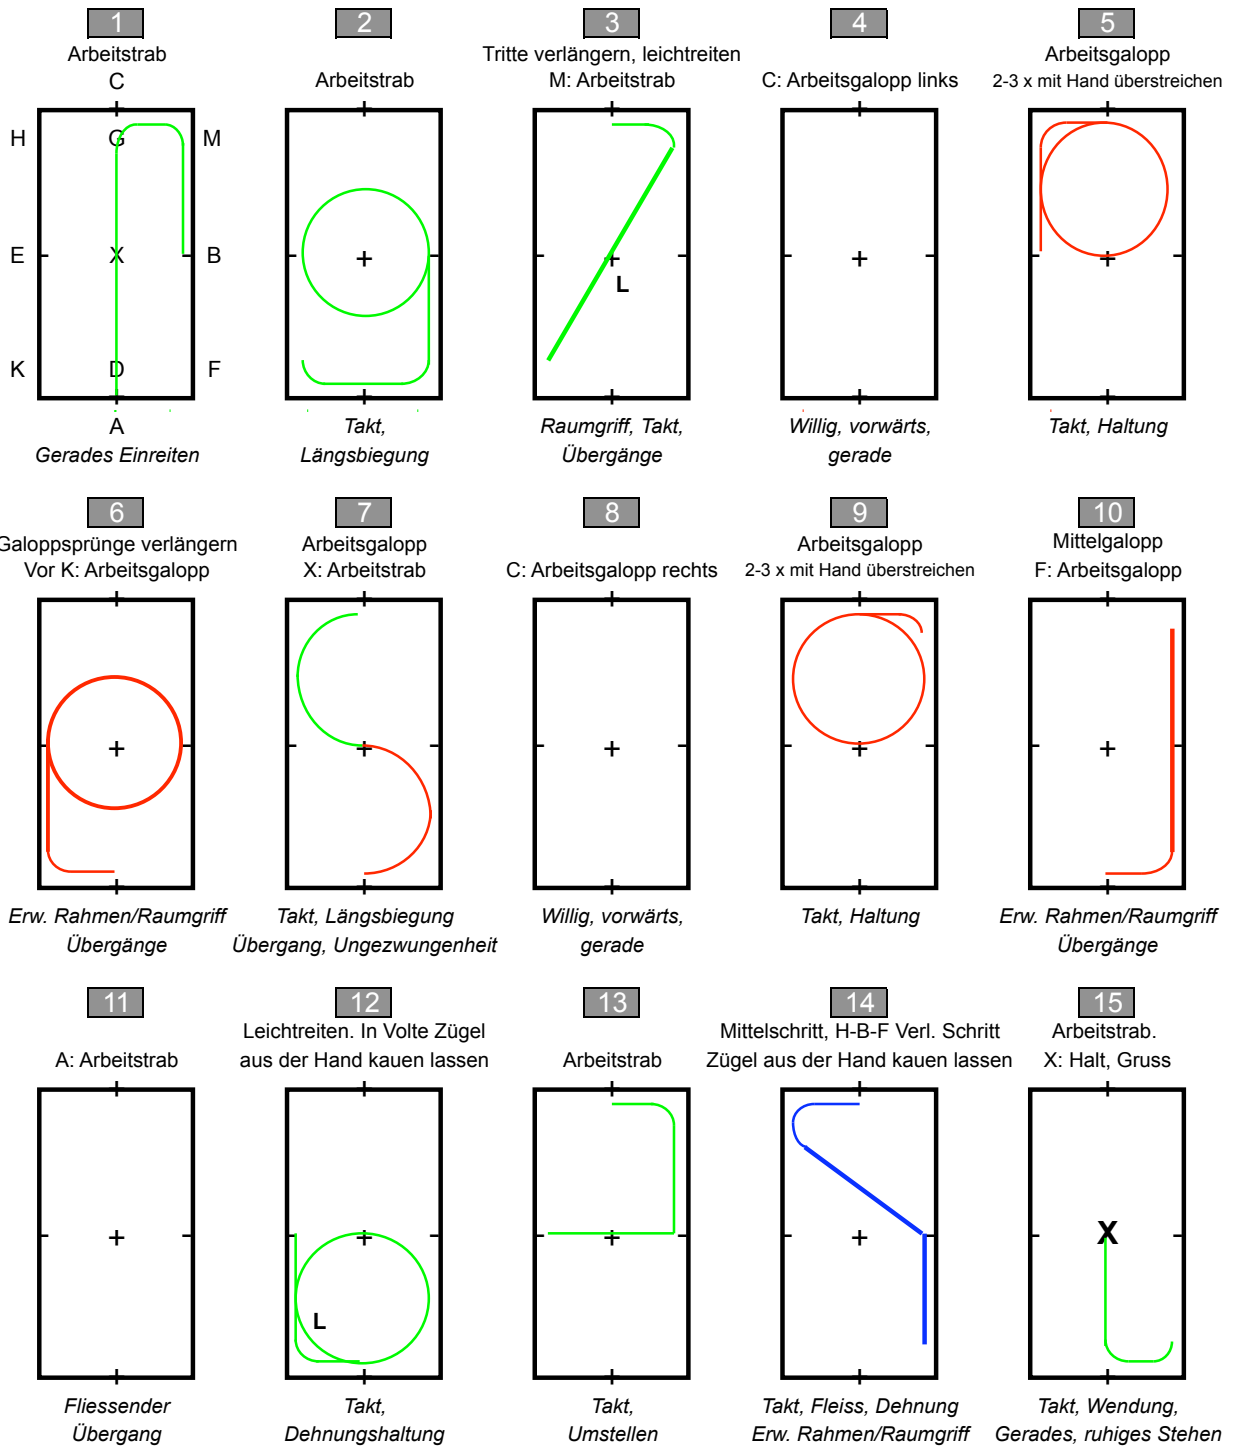 1
Arbeitstrab
C
H
G
M
E
X
B
K
D
F
A
Gerades Einreiten
2
Arbeitstrab
Takt,
Längsbiegung
3
Tritte verlängern, leichtreiten
M: Arbeitstrab
L
Raumgriff, Takt,
Übergänge
4
C: Arbeitsgalopp links
Willig, vorwärts,
gerade
5
Arbeitsgalopp
2-3 x mit Hand überstreichen
Takt, Haltung
6
Galoppsprünge verlängern
Vor K: Arbeitsgalopp
Erw. Rahmen/Raumgriff
Übergänge
7
Arbeitsgalopp
X: Arbeitstrab
Takt, Längsbiegung
Übergang, Ungezwungenheit
8
C: Arbeitsgalopp rechts
Willig, vorwärts,
gerade
9
Arbeitsgalopp
2-3 x mit Hand überstreichen
Takt, Haltung
10
Mittelgalopp
F: Arbeitsgalopp
Erw. Rahmen/Raumgriff
Übergänge
11
A: Arbeitstrab
Fliessender
Übergang
12
Leichtreiten. In Volte Zügel
aus der Hand kauen lassen
L
Takt,
Dehnungshaltung
13
Arbeitstrab
Takt,
Umstellen
14
Mittelschritt, H-B-F Verl. Schritt
Zügel aus der Hand kauen lassen
Takt, Fleiss, Dehnung
Erw. Rahmen/Raumgriff
15
Arbeitstrab.
X: Halt, Gruss
X
Takt, Wendung,
Gerades, ruhiges Stehen